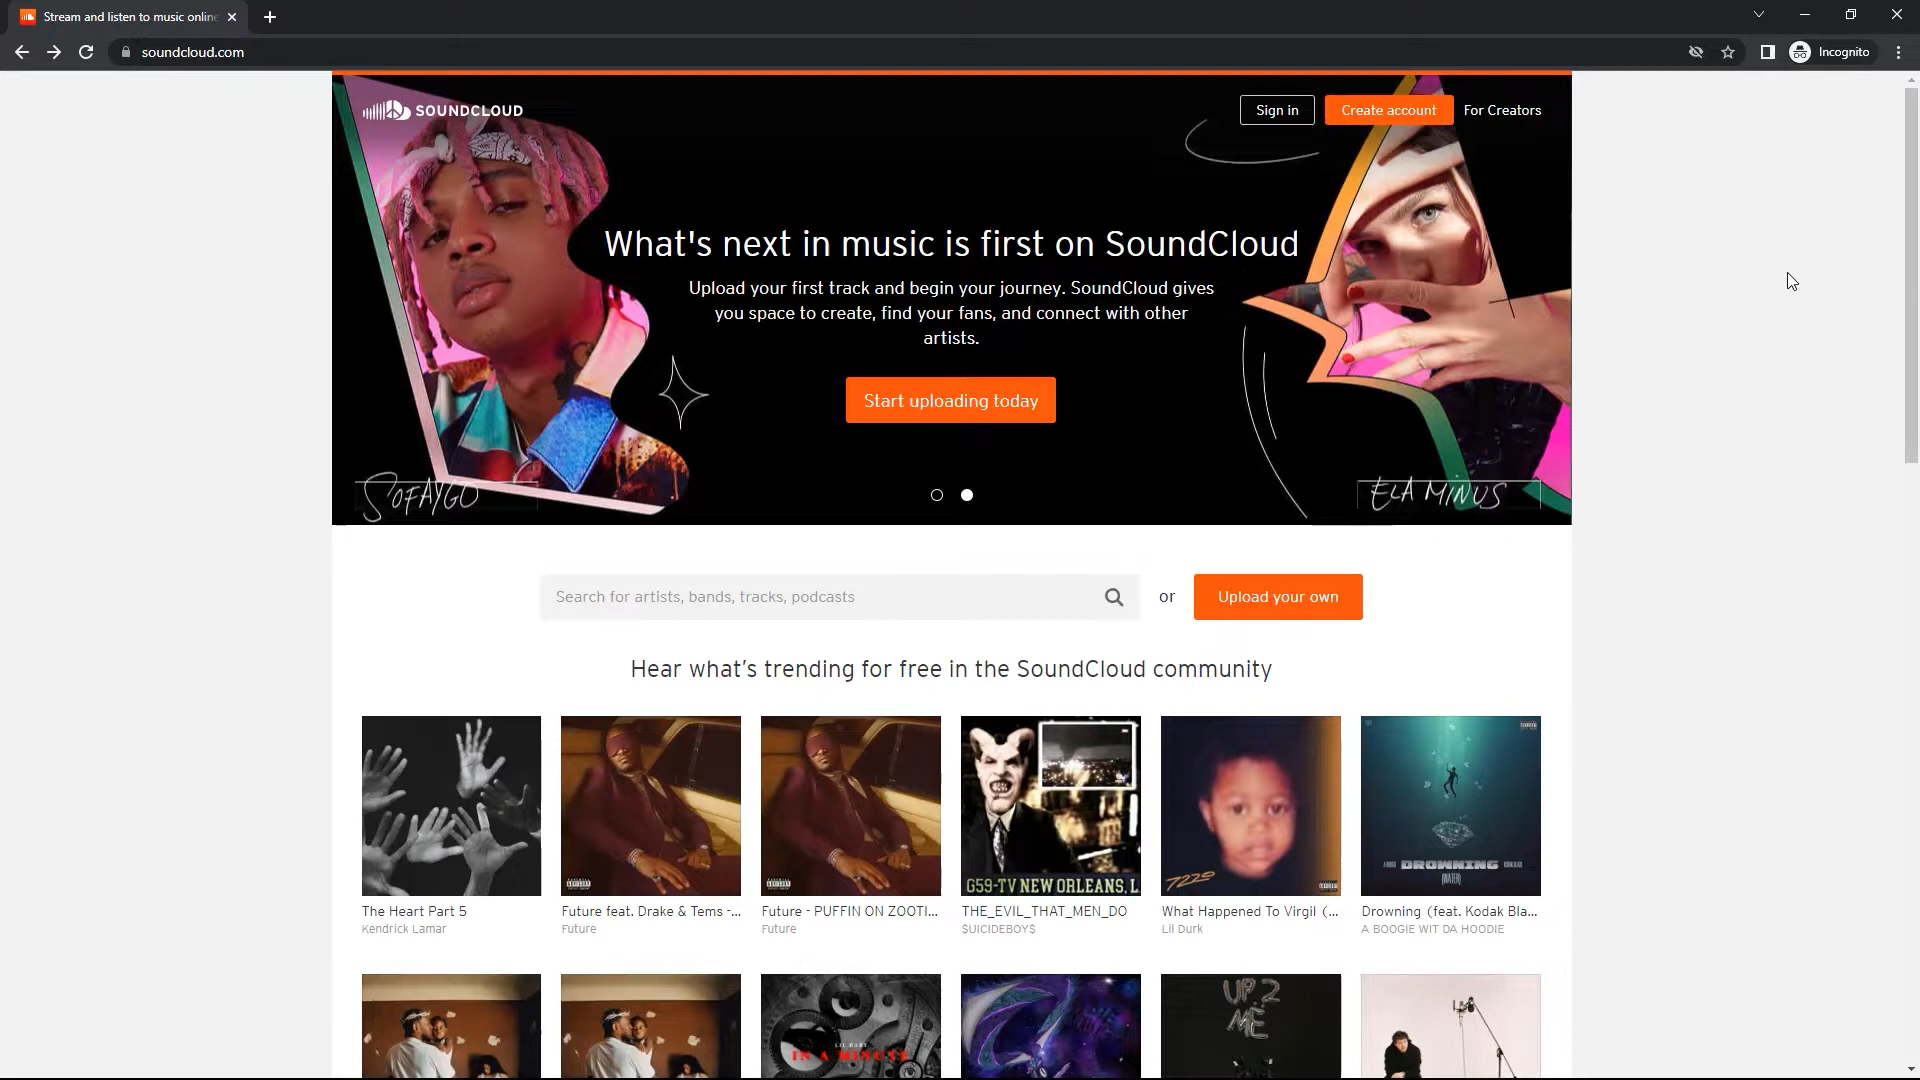 Stream and listen to music online
soundcloud.com
Incognito
SOUNDCLOUD
Sign in
Create account
For Creators
What's next in music is first on SoundCloud
Upload your first track and begin your journey. SoundCloud gives
you space to create, find your fans, and connect with other
artists.
Start uploading today
SOFAYGO
ELA MINUS
Search for artists, bands, tracks, podcasts
or
Upload your own
Hear what’s trending for free in the SoundCloud community
G59-TV NEW ORLEANS, L
7220
DROWNING
(WATER)
The Heart Part 5
Kendrick Lamar
Future feat. Drake & Tems -...
Future
Future - PUFFIN ON ZOOTI...
Future
THE_EVIL_THAT_MEN_DO
$UICIDEBOY$
What Happened To Virgil (...
Lil Durk
Drowning (feat. Kodak Bla...
A BOOGIE WIT DA HOODIE
LIL BABY
IN A MINUTE
UP 2
ME